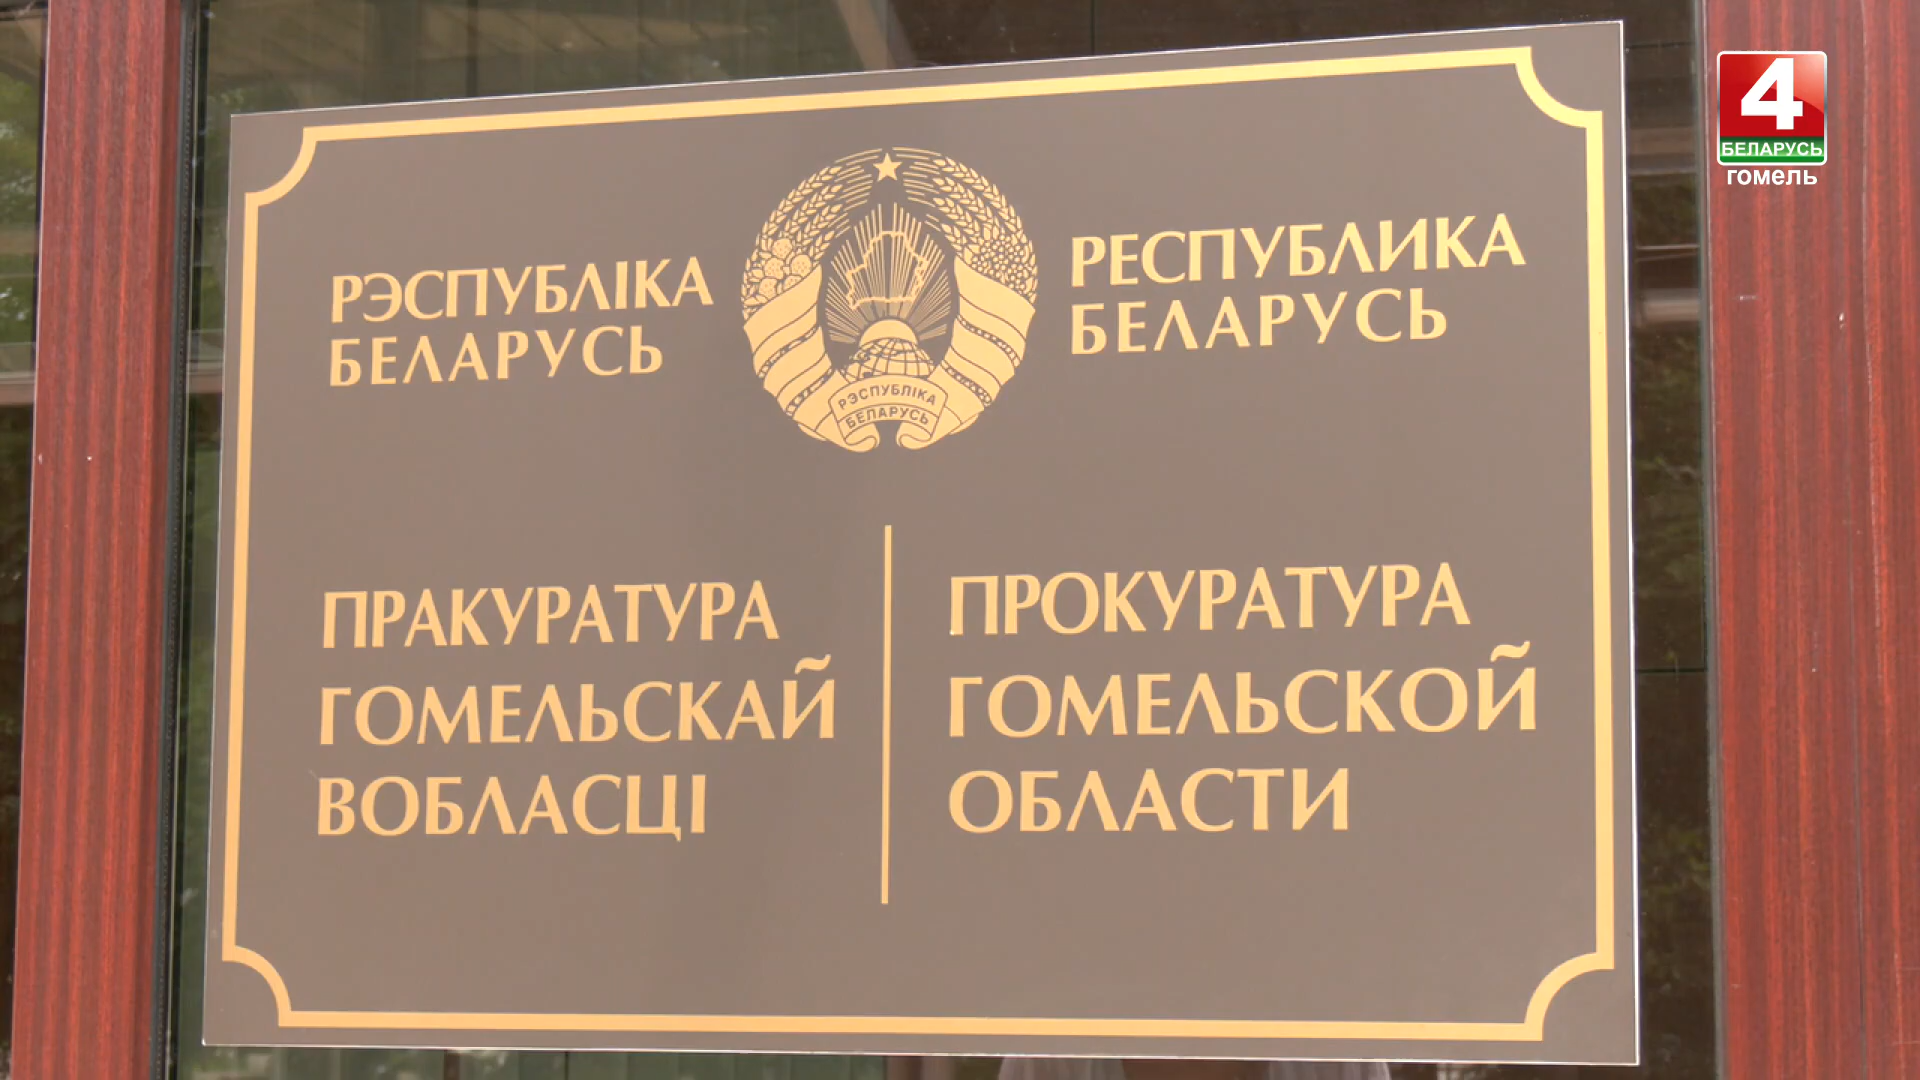 РЭСПУБЛІКА
БЕЛАРУСЬ
РЭСПУБЛІКА
БЕЛАРУСЬ
РЕСПУБЛИКА
БЕЛАРУСЬ
ПРАКУРАТУРА
ГОМЕЛЬСКАЙ
ВОБЛАСЦІ
ПРОКУРАТУРА
ГОМЕЛЬСКОЙ
ОБЛАСТИ
4
БЕЛАРУСЬ
гомель